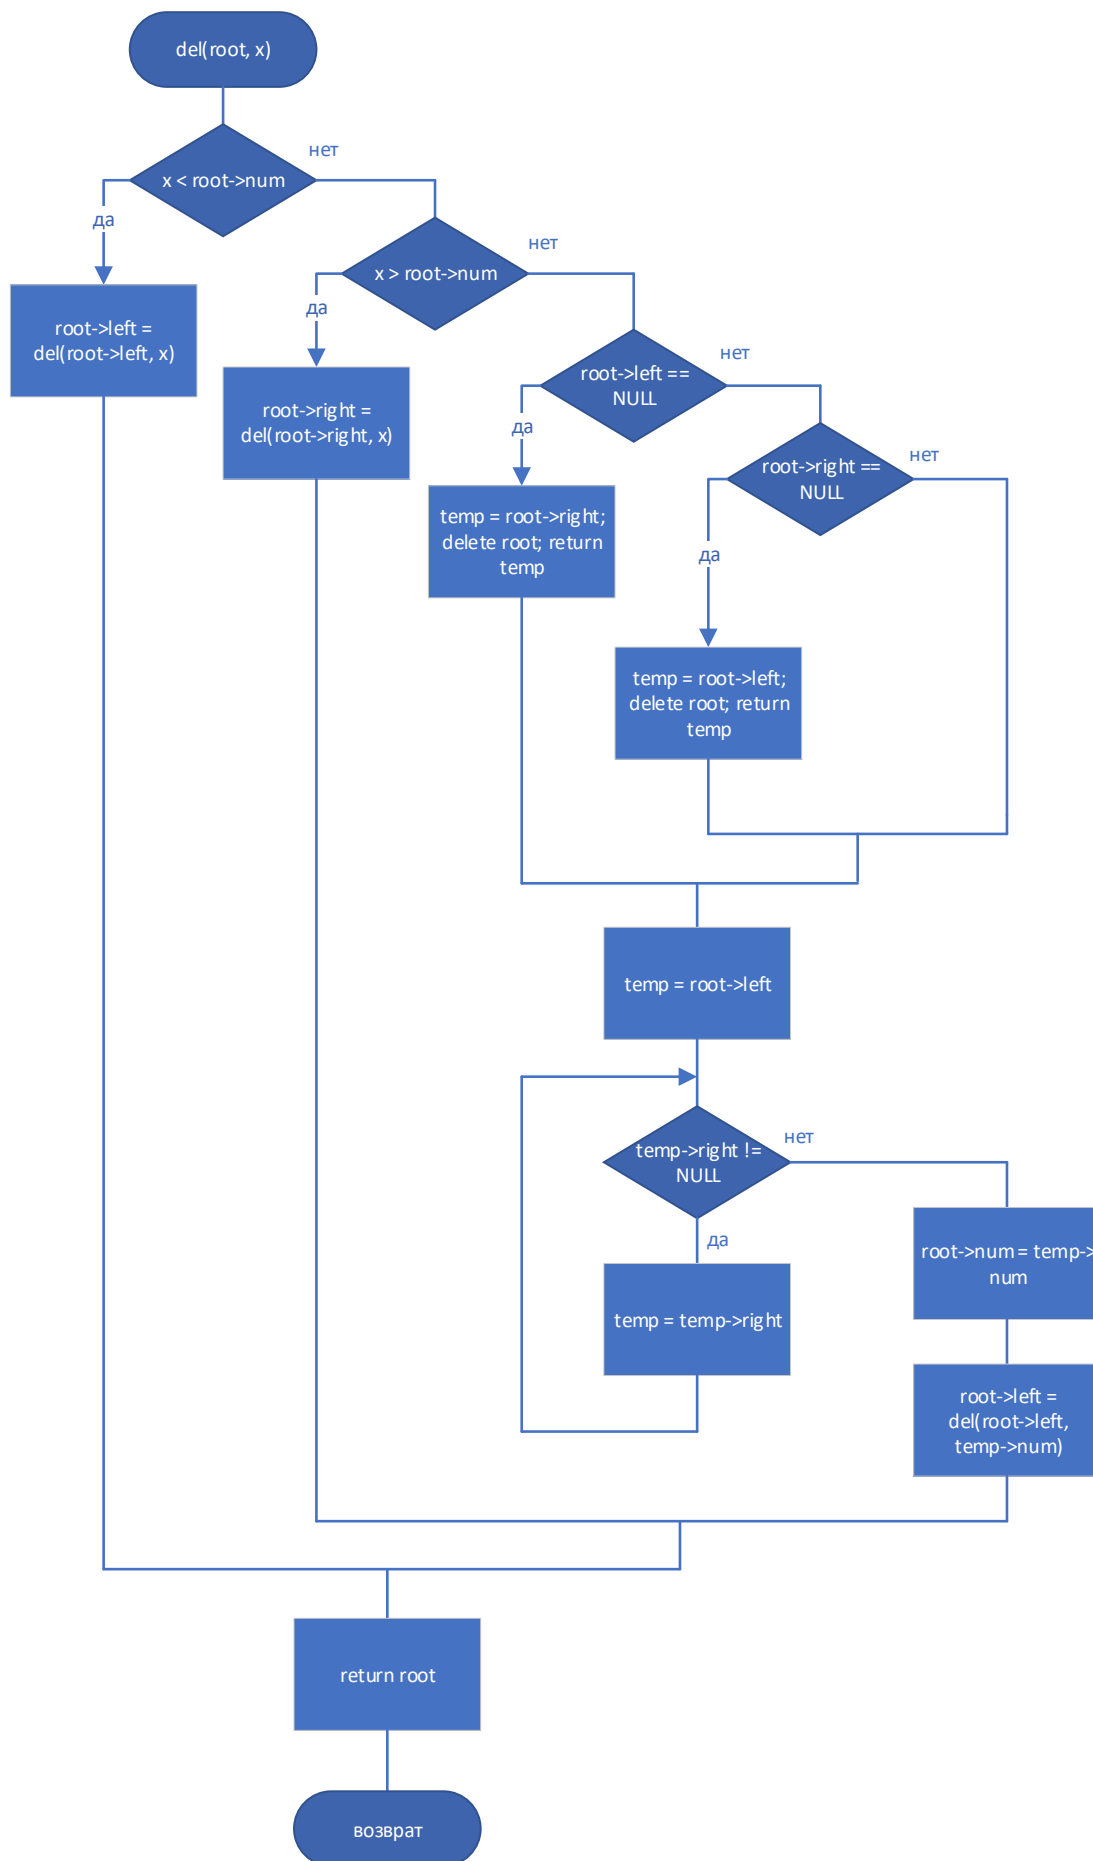 del(root, x)
x < root->num
нет
да
x > root->num
нет
да
root->left =
del(root->left, x)
root->left ==
NULL
нет
да
root->right =
del(root->right, x)
root->right ==
NULL
нет
да
temp = root->right;
delete root; return
temp
temp = root->left;
delete root; return
temp
temp = root->left
temp->right !=
NULL
нет
да
root->num = temp->
num
temp = temp->right
root->left =
del(root->left,
temp->num)
return root
возврат